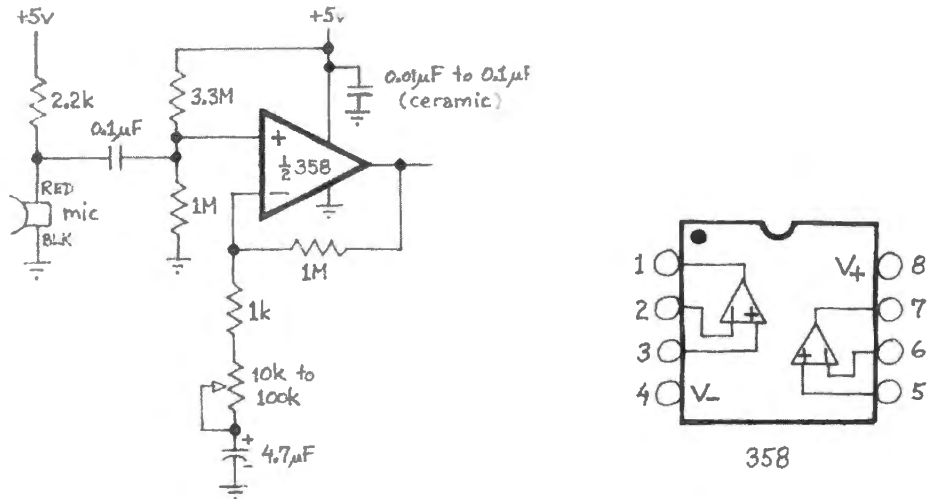 +5v
+5v
2.2k
3.3M
0.01µF to 0.1µF
(ceramic)
0.1µF
+
½ 358
−
RED
mic
BLK
1M
1M
1k
10k to
100k
+
4.7µF
−
1
2
3
4
V−
+
+
V+
8
7
6
5
358